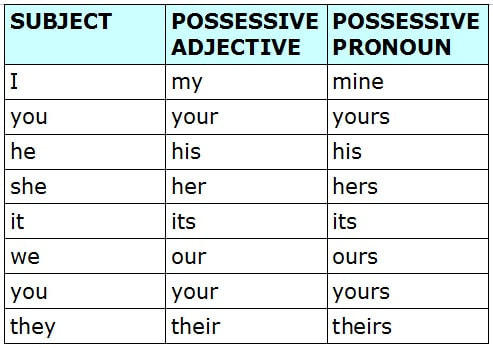 SUBJECT POSSESSIVE ADJECTIVE POSSESSIVE PRONOUN
I my mine
you your yours
he his his
she her hers
it its its
we our ours
you your yours
they their theirs